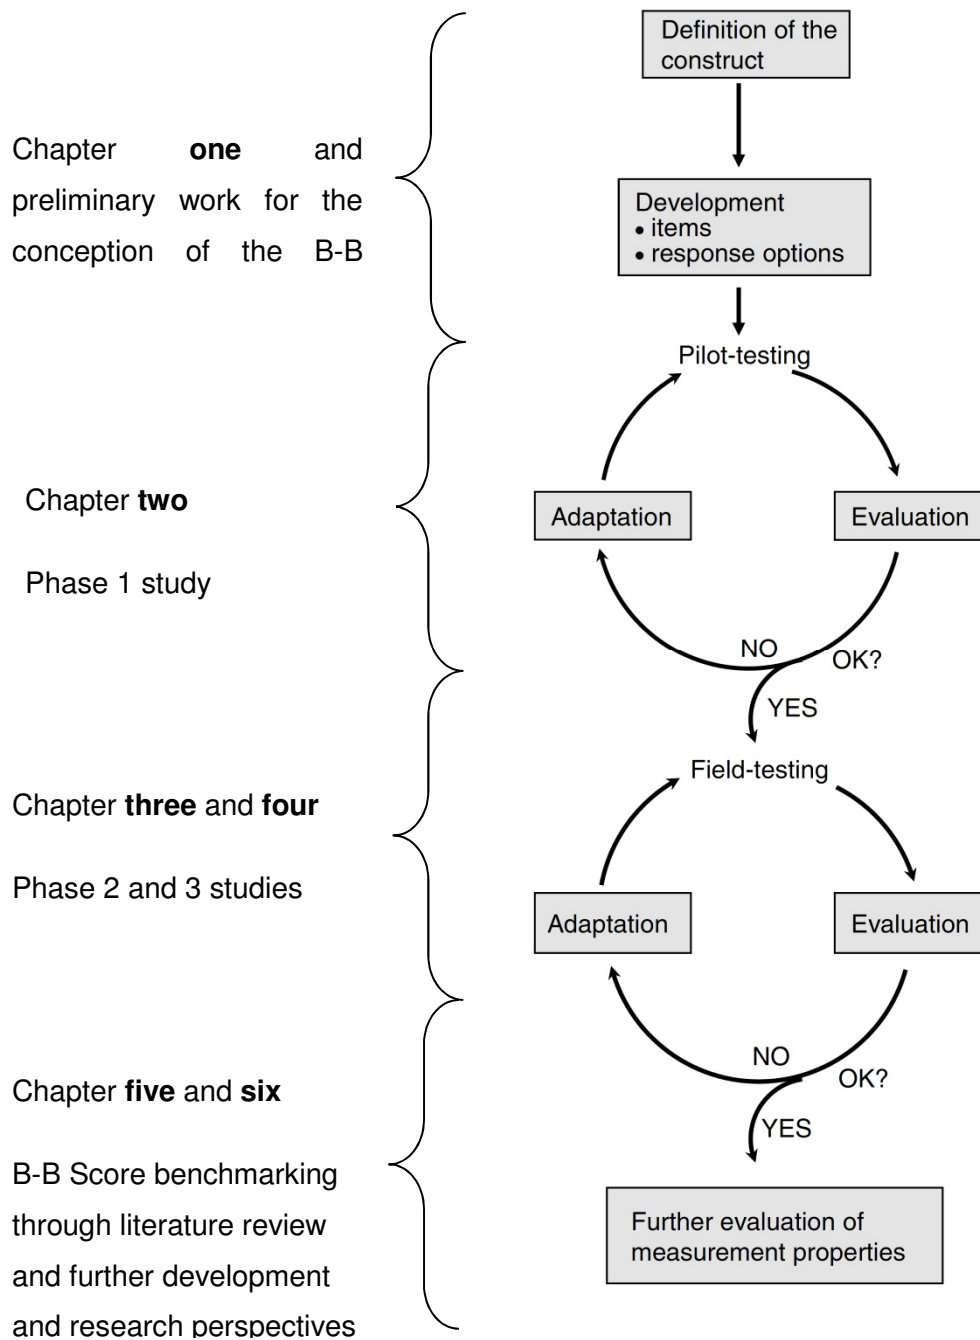 Definition of the
construct
Chapter one and
preliminary work for the
conception of the B-B
Development
• items
• response options
Pilot-testing
Chapter two
Phase 1 study
Adaptation
Evaluation
NO
OK?
YES
Field-testing
Chapter three and four
Phase 2 and 3 studies
Adaptation
Evaluation
NO
OK?
YES
Chapter five and six
B-B Score benchmarking
through literature review
and further development
and research perspectives
Further evaluation of
measurement properties